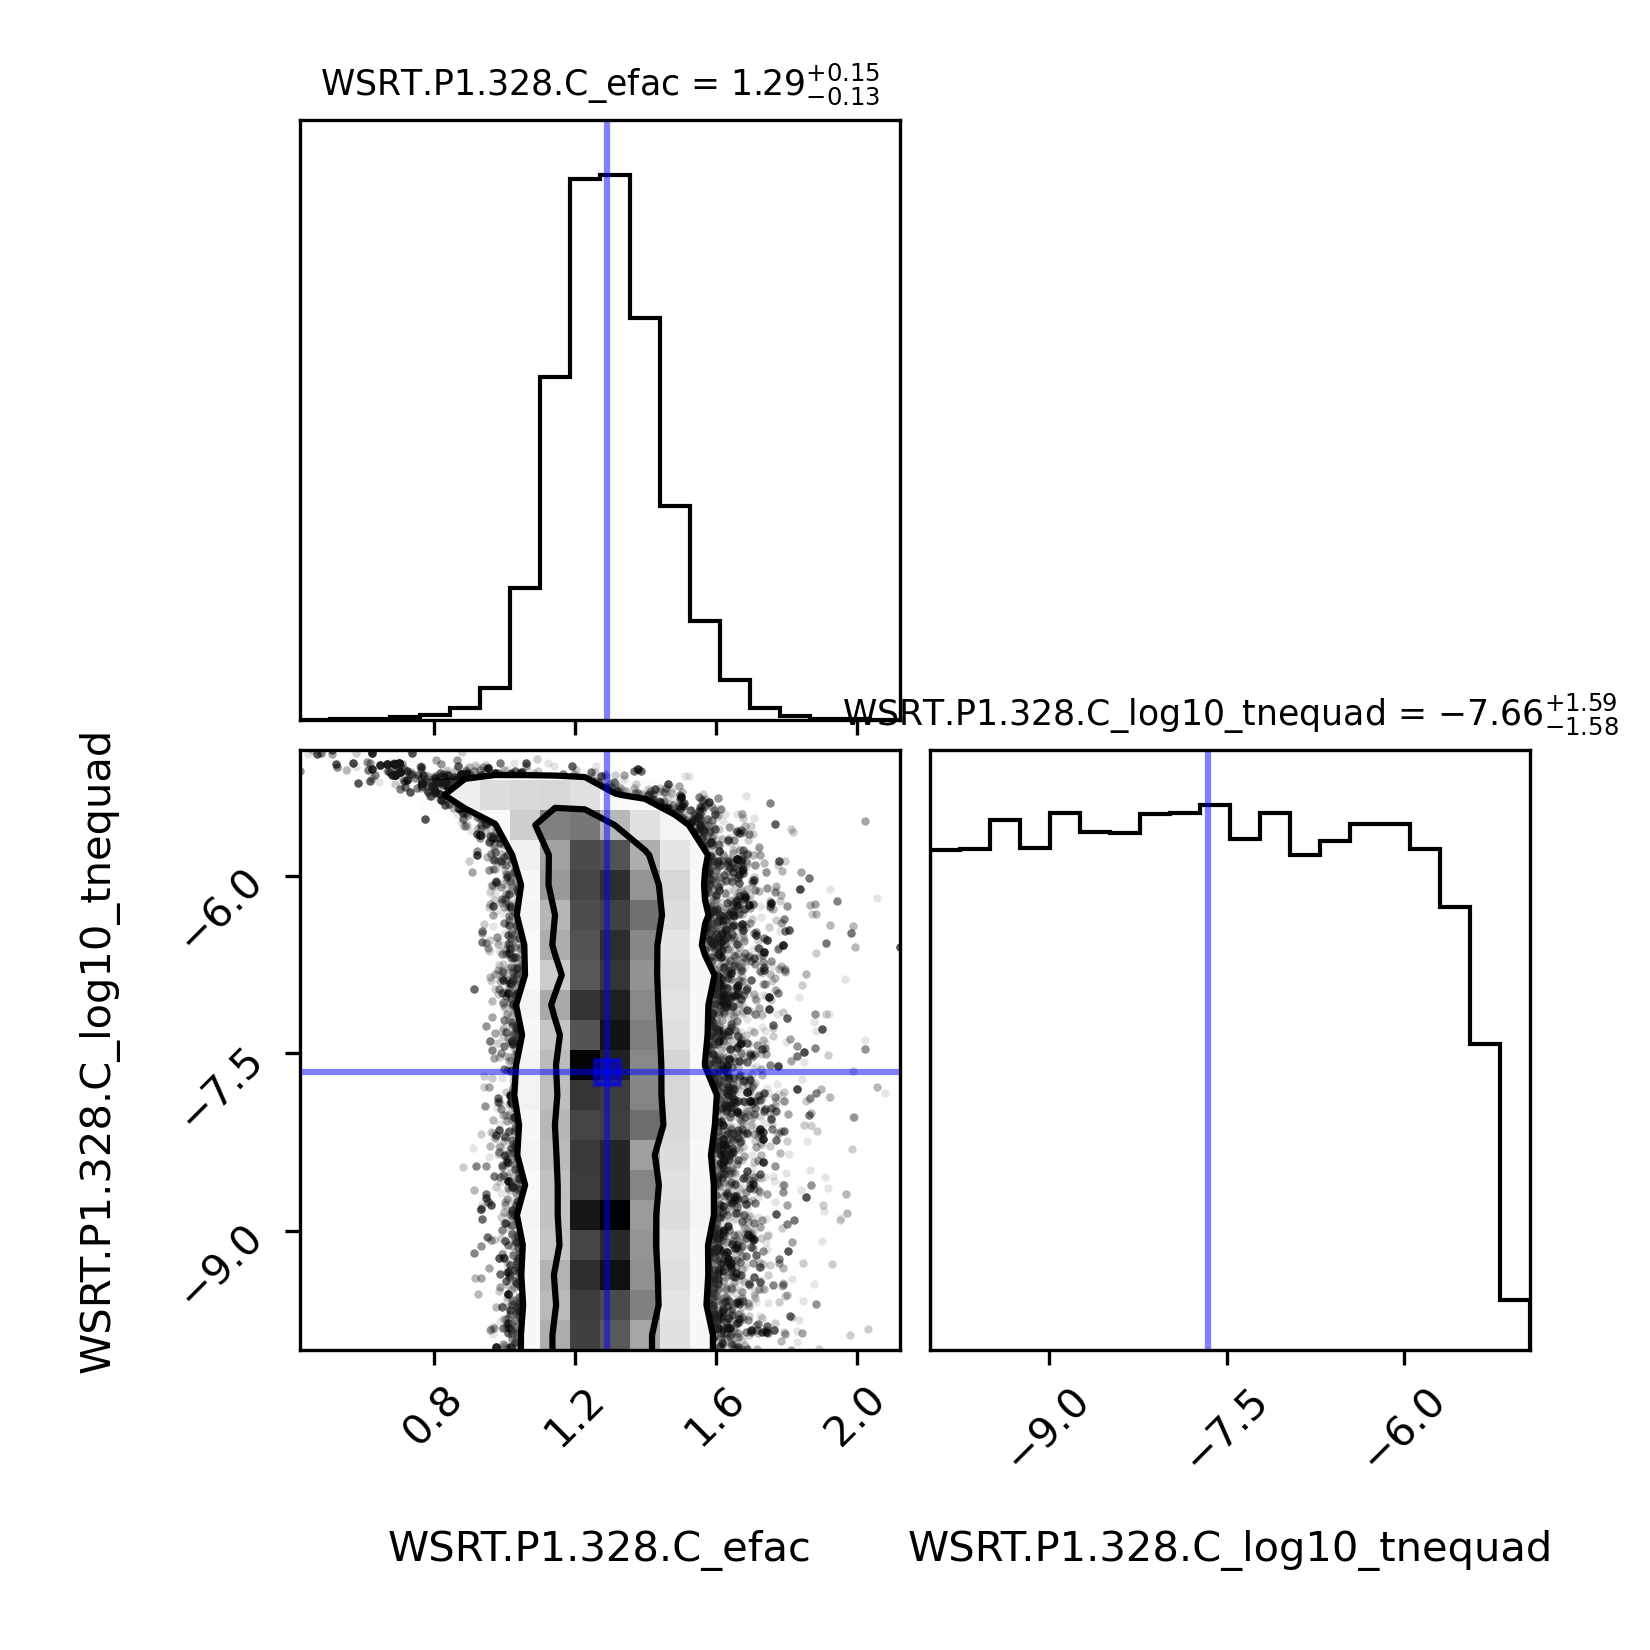 WSRT.P1.328.C_efac = 1.29+0.15−0.13
WSRT.P1.328.C_log10_tnequad = −7.66+1.59−1.58
WSRT.P1.328.C_log10_tnequad
−6.0
−7.5
−9.0
0.8
1.2
1.6
2.0
−9.0
−7.5
−6.0
WSRT.P1.328.C_efac
WSRT.P1.328.C_log10_tnequad